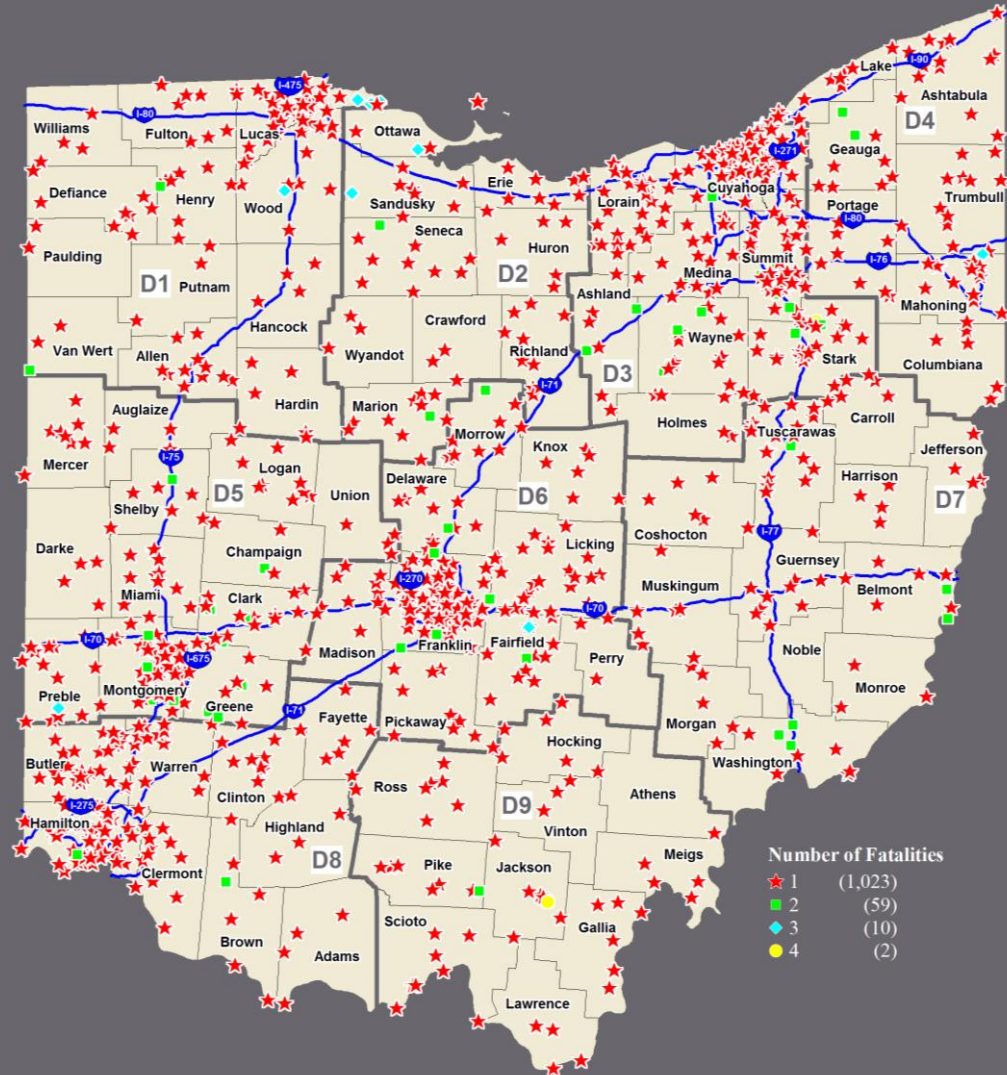 I-90
Lake
I-475
Ashtabula
I-80
Williams
Fulton
Lucas
Ottawa
D4
I-271
Geauga
Defiance
Henry
Wood
Sandusky
Erie
Lorain
Cuyahoga
Portage
Trumbull
I-80
Seneca
Huron
Paulding
D1
Putnam
D2
Medina
Summit
I-76
Ashland
Mahoning
Hancock
Crawford
Van Wert
Allen
Wyandot
Richland
D3
Wayne
Stark
Columbiana
I-71
Auglaize
Hardin
Marion
Carroll
Morrow
Holmes
Tuscarawas
Knox
Jefferson
Mercer
I-75
Logan
Delaware
Harrison
D5
Union
D6
D7
Shelby
Coshocton
I-77
Darke
Champaign
Licking
Guernsey
I-270
Muskingum
Belmont
Miami
Clark
I-70
I-70
Madison
Franklin
Fairfield
Noble
I-675
Perry
Preble
Montgomery
Monroe
Greene
I-71
Fayette
Pickaway
Morgan
Hocking
Butler
Warren
Washington
Ross
Athens
Clinton
I-275
D9
Hamilton
Highland
Vinton
D8
Pike
Jackson
Meigs
Clermont
Scioto
Gallia
Brown
Adams
Lawrence
Number of Fatalities
1 (1,023)
2 (59)
3 (10)
4 (2)